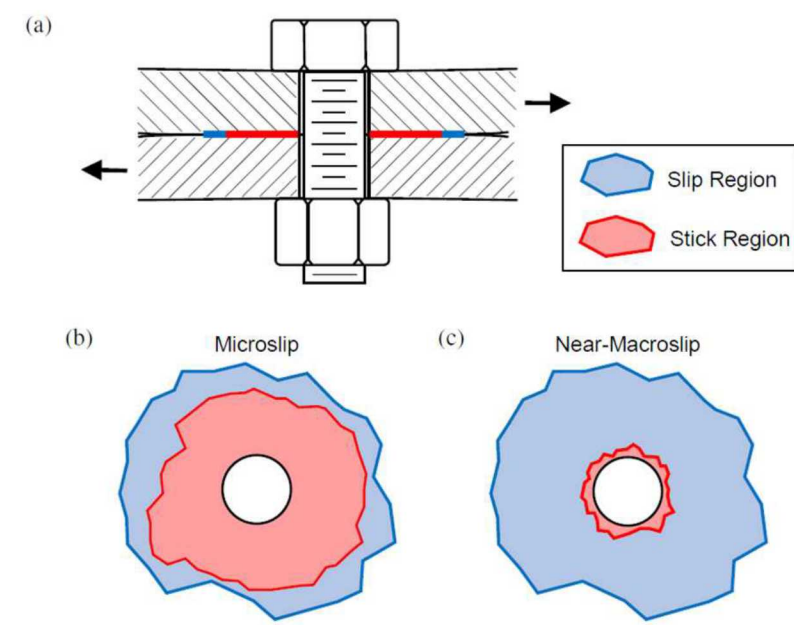 (a)
Slip Region
Stick Region
(b)
Microslip
(c)
Near-Macroslip